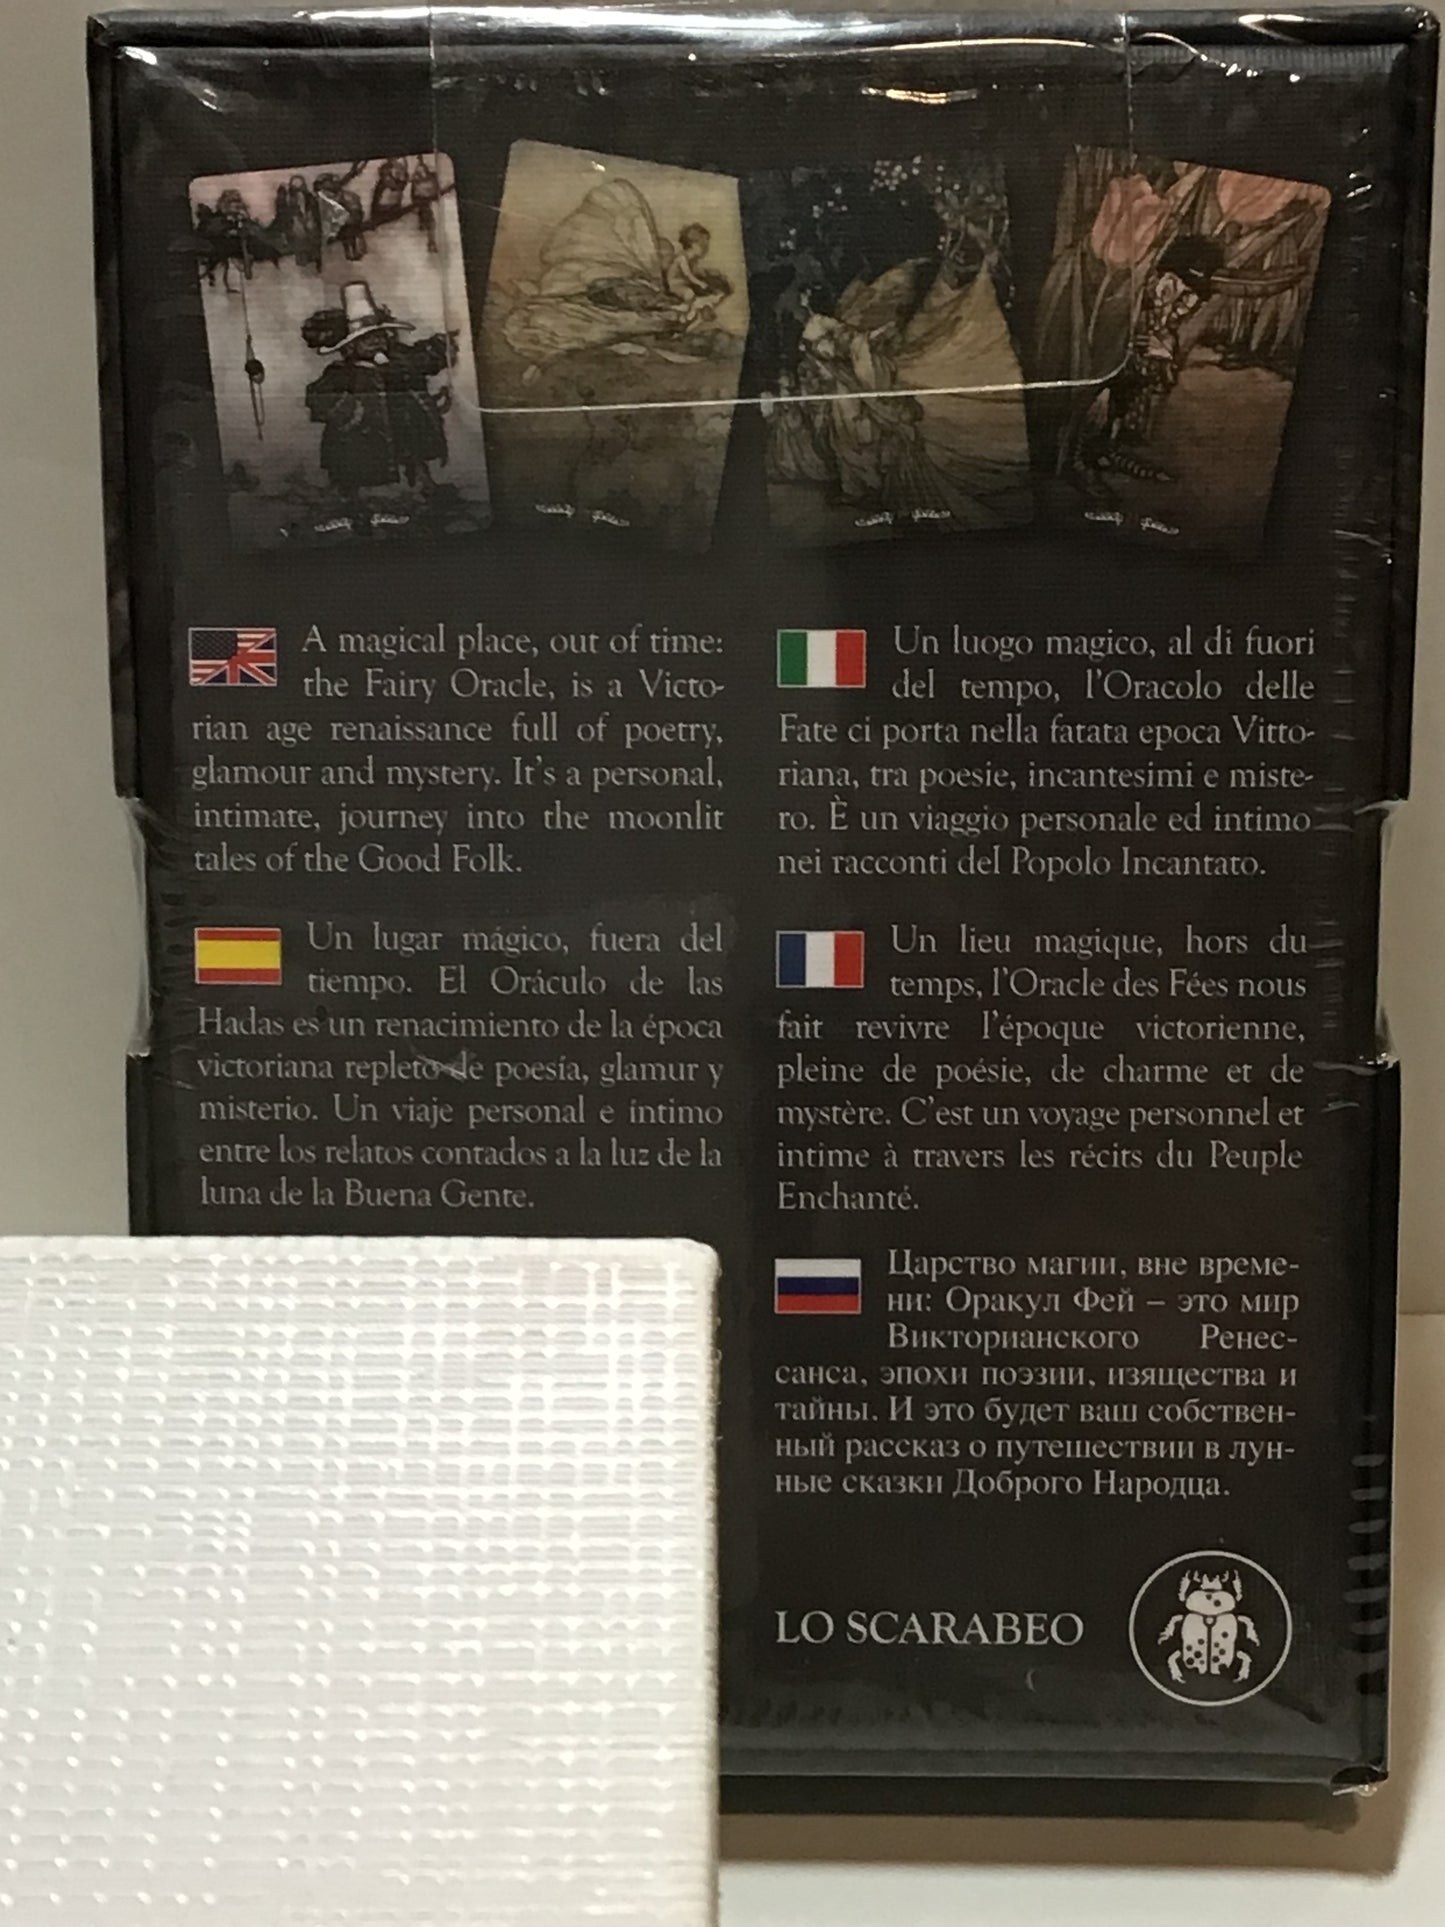 A magical place, out of time:
the Fairy Oracle, is a Victo-
rian age renaissance full of poetry,
glamour and mystery. It's a personal,
intimate, journey into the moonlit
tales of the Good Folk.
Un luogo magico, al di fuori
del tempo, l'Oracolo delle
Fate ci porta nella fatata epoca Vitto-
riana, tra poesie, incantesimi e miste-
ro. È un viaggio personale ed intimo
nei racconti del Popolo Incantato.
Un lugar mágico, fuera del
tiempo. El Oráculo de las
Hadas es un renacimiento de la época
victoriana repleto de poesía, glamur y
misterio. Un viaje personal e íntimo
entre los relatos contados a la luz de la
luna de la Buena Gente.
Un lieu magique, hors du
temps, l'Oracle des Fées nous
fait revivre l'époque victorienne,
pleine de poésie, de charme et de
mystère. C'est un voyage personnel et
intime à travers les récits du Peuple
Enchanté.
Царство магии, вне време-
ни: Оракул Фей – это мир
Викторианского Ренес-
санса, эпохи поэзии, изящества и
тайны. И это будет ваш собствен-
ный рассказ о путешествии в лун-
ные сказки Доброго Народца.
LO SCARABEO